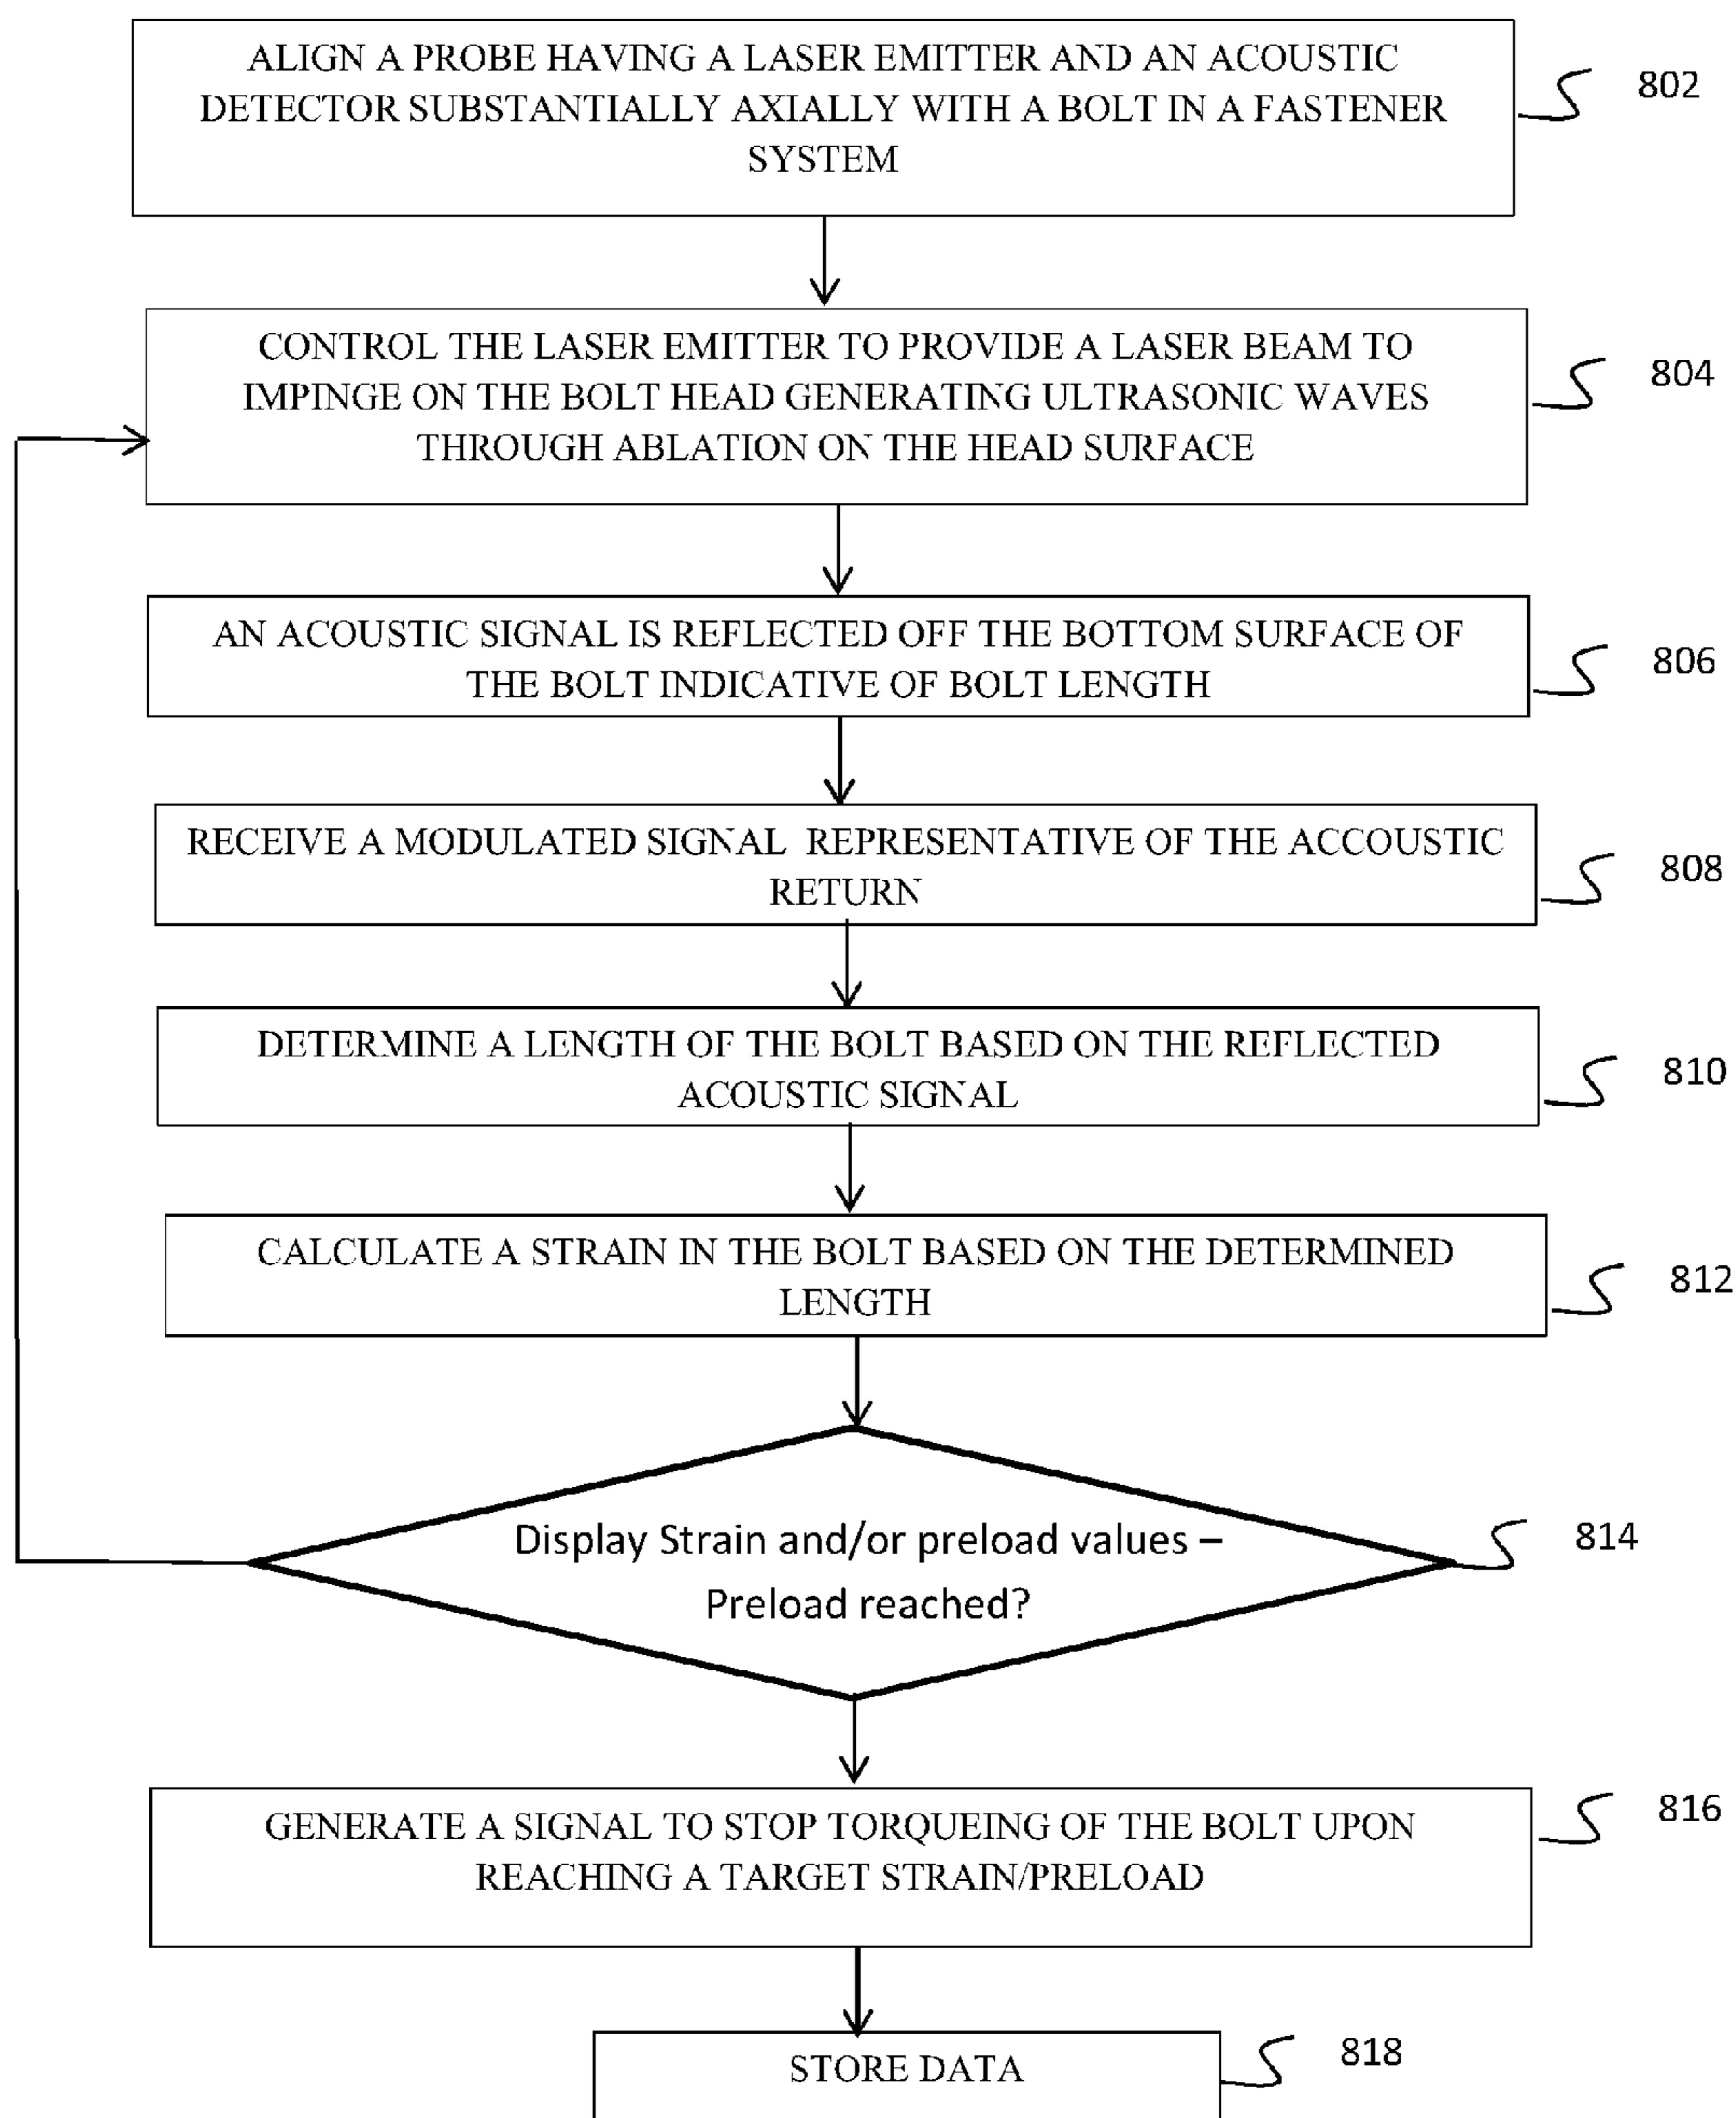 ALIGN A PROBE HAVING A LASER EMITTER AND AN ACOUSTIC
DETECTOR SUBSTANTIALLY AXIALLY WITH A BOLT IN A FASTENER
SYSTEM
802
CONTROL THE LASER EMITTER TO PROVIDE A LASER BEAM TO
IMPINGE ON THE BOLT HEAD GENERATING ULTRASONIC WAVES
THROUGH ABLATION ON THE HEAD SURFACE
804
AN ACOUSTIC SIGNAL IS REFLECTED OFF THE BOTTOM SURFACE OF
THE BOLT INDICATIVE OF BOLT LENGTH
806
RECEIVE A MODULATED SIGNAL REPRESENTATIVE OF THE ACCOUSTIC
RETURN
808
DETERMINE A LENGTH OF THE BOLT BASED ON THE REFLECTED
ACOUSTIC SIGNAL
810
CALCULATE A STRAIN IN THE BOLT BASED ON THE DETERMINED
LENGTH
812
Display Strain and/or preload values –
Preload reached?
814
GENERATE A SIGNAL TO STOP TORQUEING OF THE BOLT UPON
REACHING A TARGET STRAIN/PRELOAD
816
STORE DATA
818